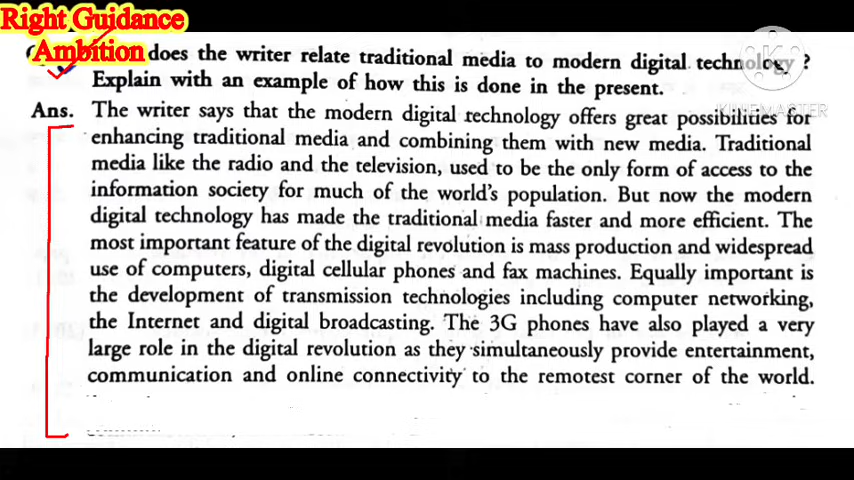 Right Guidance
Ambition
does the writer relate traditional media to modern digital technology ?
Explain with an example of how this is done in the present.
Ans. The writer says that the modern digital technology offers great possibilities for
enhancing traditional media and combining them with new media. Traditional
media like the radio and the television, used to be the only form of access to the
information society for much of the world's population. But now the modern
digital technology has made the traditional media faster and more efficient. The
most important feature of the digital revolution is mass production and widespread
use of computers, digital cellular phones and fax machines. Equally important is
the development of transmission technologies including computer networking,
the Internet and digital broadcasting. The 3G phones have also played a very
large role in the digital revolution as they simultaneously provide entertainment,
communication and online connectivity to the remotest corner of the world.
KINEMASTER